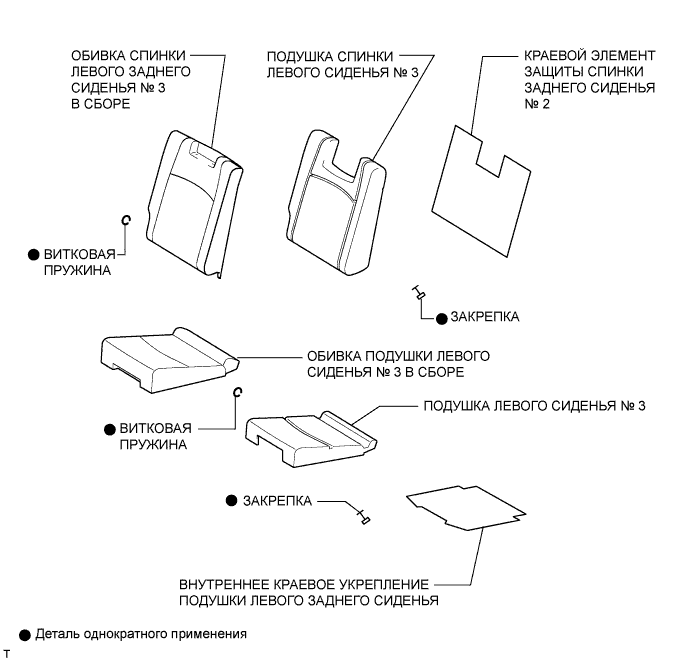 ОБИВКА СПИНКИ
ЛЕВОГО ЗАДНЕГО
СИДЕНЬЯ № 3
В СБОРЕ
ПОДУШКА СПИНКИ
ЛЕВОГО СИДЕНЬЯ № 3
КРАЕВОЙ ЭЛЕМЕНТ
ЗАЩИТЫ СПИНКИ
ЗАДНЕГО СИДЕНЬЯ
№ 2
ВИТКОВАЯ
ПРУЖИНА
ЗАКРЕПКА
ОБИВКА ПОДУШКИ ЛЕВОГО
СИДЕНЬЯ № 3 В СБОРЕ
ПОДУШКА ЛЕВОГО СИДЕНЬЯ № 3
ВИТКОВАЯ
ПРУЖИНА
ЗАКРЕПКА
ВНУТРЕННЕЕ КРАЕВОЕ УКРЕПЛЕНИЕ
ПОДУШКИ ЛЕВОГО ЗАДНЕГО СИДЕНЬЯ
Деталь однократного применения
T